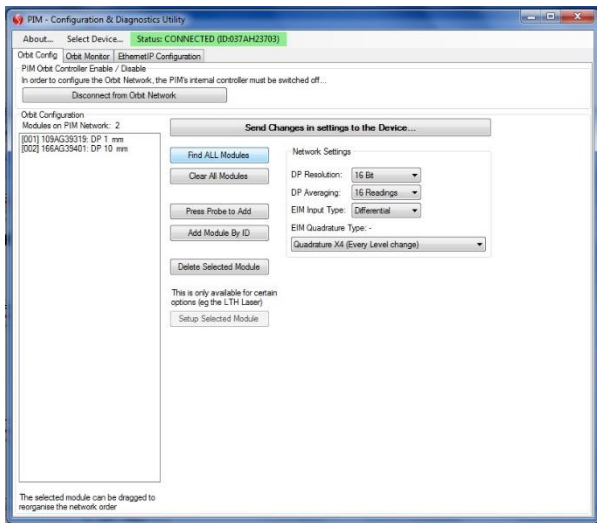 PIM - Configuration & Diagnostics Utility
About... Select Device... Status: CONNECTED (ID:037AH23703)
Orbit Config Orbit Monitor EthernetIP Configuration
PIM Orbit Controller Enable / Disable
In order to configure the Orbit Network, the PIM's internal controller must be switched off...
Disconnect from Orbit Network
Orbit Configuration
Modules on PIM Network: 2
[001] 109AG39319: DP 1 mm
[002] 166AG39401: DP 10 mm
Send Changes in settings to the Device...
Find ALL Modules
Clear All Modules
Press Probe to Add
Add Module By ID
Delete Selected Module
This is only available for certain
options (eg the LTH Laser)
Setup Selected Module
Network Settings
DP Resolution: 16 Bit
DP Averaging: 16 Readings
EIM Input Type: Differential
EIM Quadrature Type: -
Quadrature X4 (Every Level change)
The selected module can be dragged to
reorganise the network order